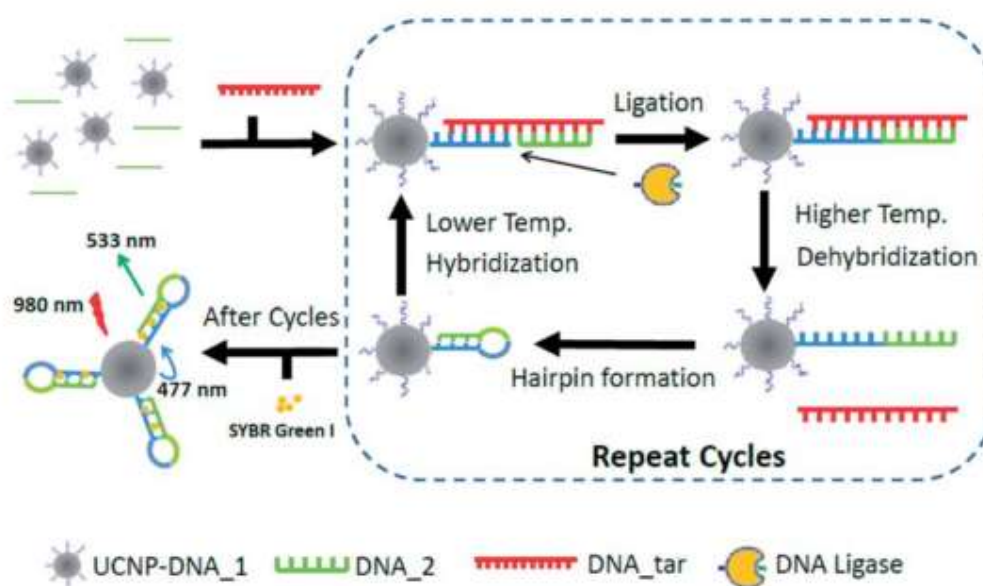 Ligation
Lower Temp.
Hybridization
Higher Temp.
Dehybridization
533 nm
980 nm
After Cycles
477 nm
SYBR Green I
Hairpin formation
Repeat Cycles
UCNP-DNA_1
DNA_2
DNA_tar
DNA Ligase